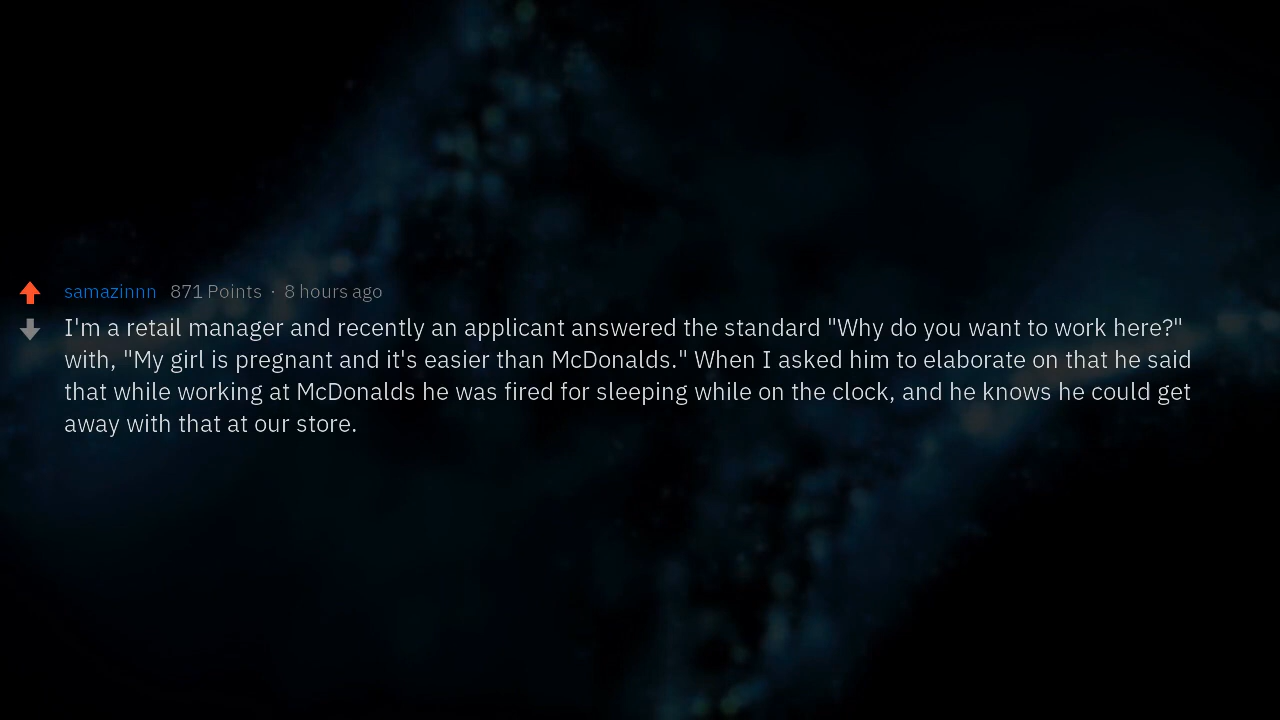 samazinnn 871 Points · 8 hours ago
I'm a retail manager and recently an applicant answered the standard "Why do you want to work here?"
with, "My girl is pregnant and it's easier than McDonalds." When I asked him to elaborate on that he said
that while working at McDonalds he was fired for sleeping while on the clock, and he knows he could get
away with that at our store.